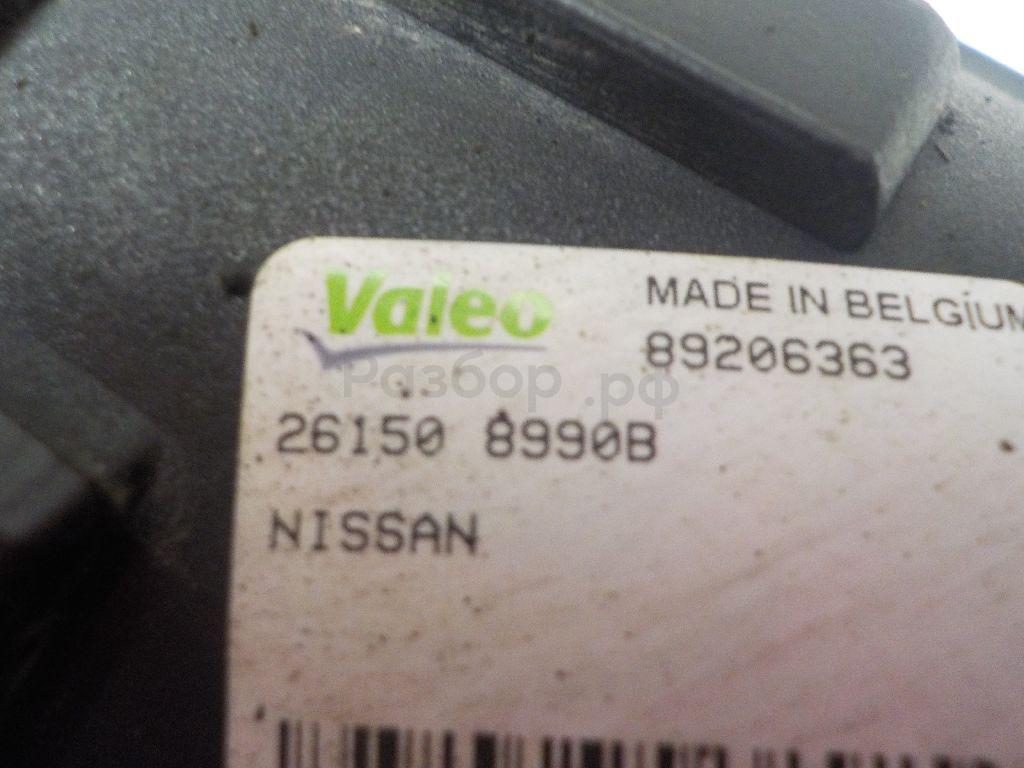 Valeo
MADE IN BELGIUM
89206363
Разбор.рф
26150 8990B
NISSAN